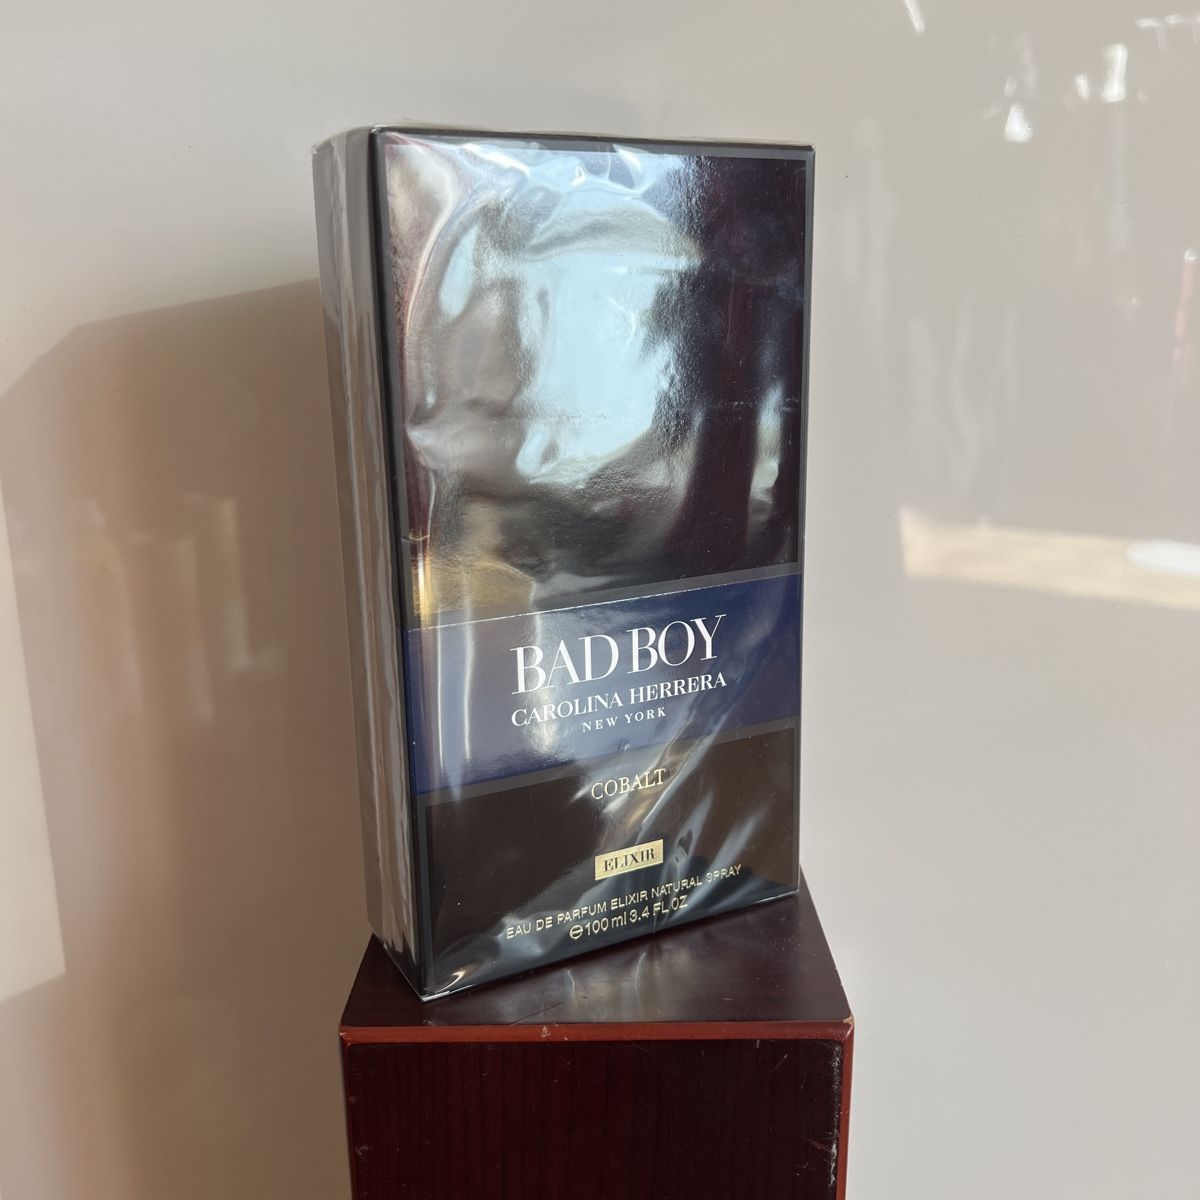 BAD BOY
CAROLINA HERRERA
NEW YORK
COBALT
ELIXIR
EAU DE PARFUM ELIXIR NATURAL SPRAY
℮100 ml 3.4 FL OZ